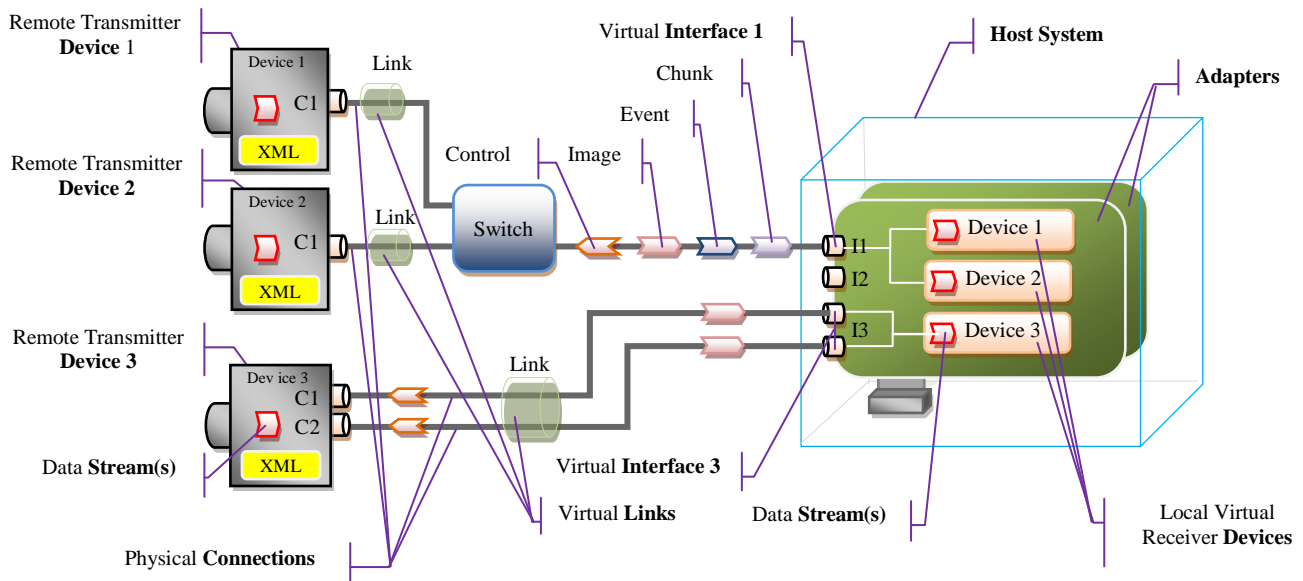 Remote Transmitter
Device 1
Device 1
C1
XML
Link
Virtual Interface 1
Host System
Chunk
Adapters
Event
Control
Image
Remote Transmitter
Device 2
Device 2
C1
XML
Link
Switch
I1
I2
I3
Device 1
Device 2
Device 3
Remote Transmitter
Device 3
Device 3
C1
C2
XML
Link
Data Stream(s)
Virtual Interface 3
Virtual Links
Data Stream(s)
Local Virtual
Receiver Devices
Physical Connections